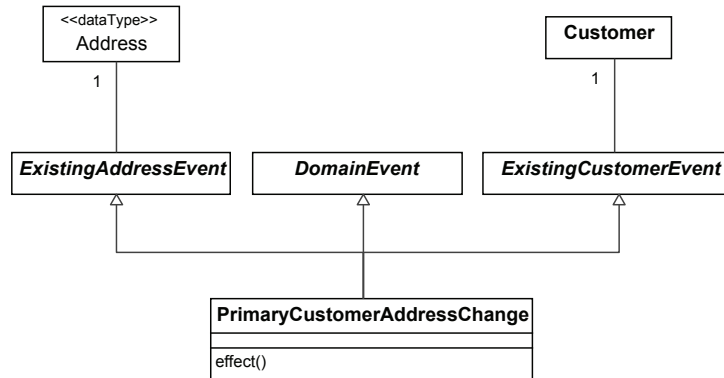 <<dataType>>
Address
Customer
1
1
ExistingAddressEvent
DomainEvent
ExistingCustomerEvent
PrimaryCustomerAddressChange
effect()